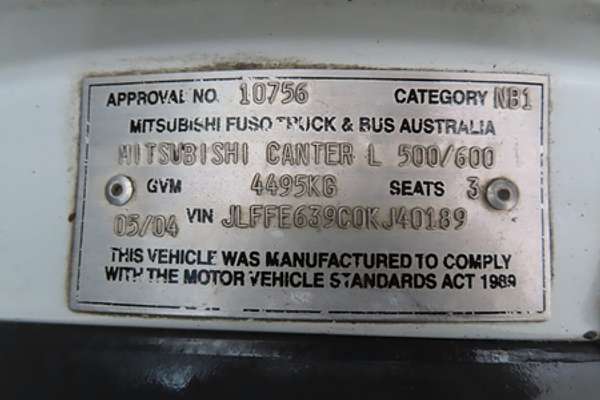 APPROVAL NO. 10756 CATEGORY NB1
MITSUBISHI FUSO TRUCK & BUS AUSTRALIA
MITSUBISHI CANTER L 500/600
GVM 4495KG SEATS 3
05/04 VIN JLFFE639C0KJ40189
THIS VEHICLE WAS MANUFACTURED TO COMPLY
WITH THE MOTOR VEHICLE STANDARDS ACT 1989